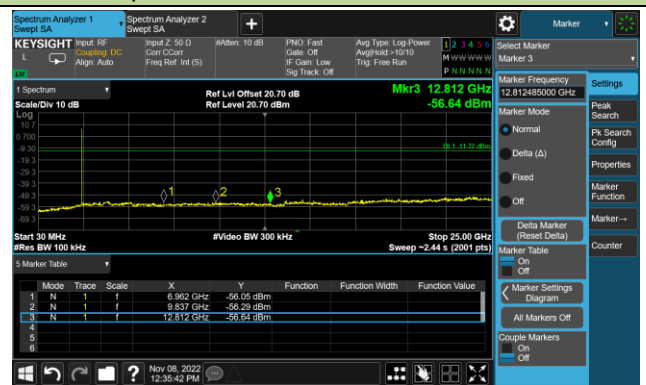 Spectrum Analyzer 1
Swept SA
Spectrum Analyzer 2
Swept SA
Marker
KEYSIGHT
L
Input: RF
Coupling: DC
Align: Auto
Input Z: 50 Ω
Corr CCorr
Freq Ref: Int (S)
#Atten: 10 dB
PNO: Fast
Gate: Off
IF Gain: Low
Sig Track: Off
Avg Type: Log-Power
Avg|Hold:>10/10
Trig: Free Run
1 2 3 4 5 6
M W W W W W
P N N N N N
Select Marker
Marker 3
1 Spectrum
Scale/Div 10 dB
Log
Ref Lvl Offset 20.70 dB
Ref Level 20.70 dBm
Mkr3 12.812 GHz
-56.64 dBm
10.7
0.700
-9.30
-19.3
-29.3
-39.3
-49.3
-59.3
-69.3
DL1 -11.72 dBm
1
2
3
Start 30 MHz
#Res BW 100 kHz
#Video BW 300 kHz
Stop 25.00 GHz
Sweep ~2.44 s (2001 pts)
5 Marker Table
Mode Trace Scale X Y Function Function Width Function Value
1 N 1 f 6.962 GHz -56.05 dBm
2 N 1 f 9.837 GHz -56.29 dBm
3 N 1 f 12.812 GHz -56.64 dBm
4
5
6
Marker Frequency
12.812485000 GHz
Marker Mode
Normal
Delta (Δ)
Fixed
Off
Delta Marker
(Reset Delta)
Marker Table
On
Off
Marker Settings
Diagram
All Markers Off
Couple Markers
On
Off
Settings
Peak
Search
Pk Search
Config
Properties
Marker
Function
Marker→
Counter
Nov 08, 2022
12:35:42 PM